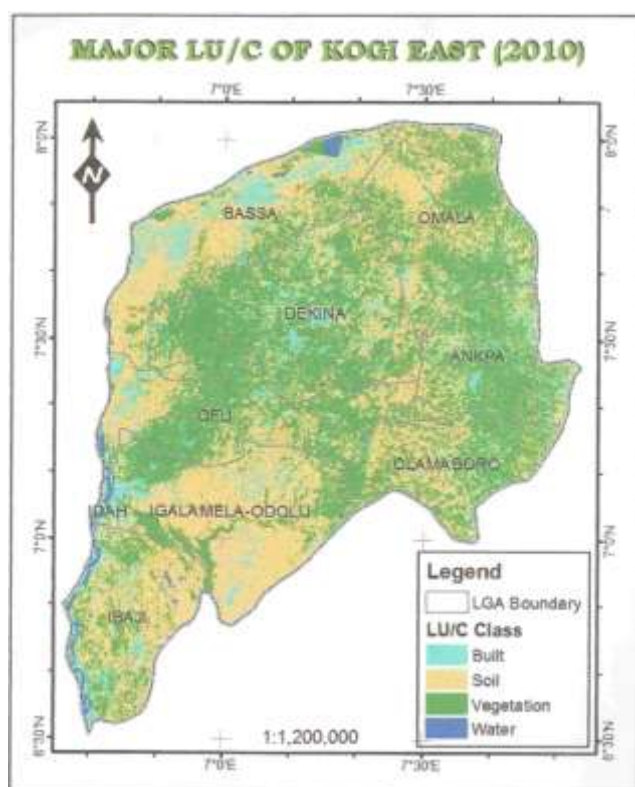 MAJOR LU/C OF KOGI EAST (2010)
7°0'E
7°30'E
8°0'N
8°0'N
N
BASSA
OMALA
DEKINA
7°30'N
7°30'N
ANKPA
OFU
OLAMABORO
IDAH
IGALAMELA-ODOLU
7°0'N
7°0'N
IBAJI
Legend
LGA Boundary
LU/C Class
Built
Soil
Vegetation
Water
1:1,200,000
6°30'N
6°30'N
7°0'E
7°30'E